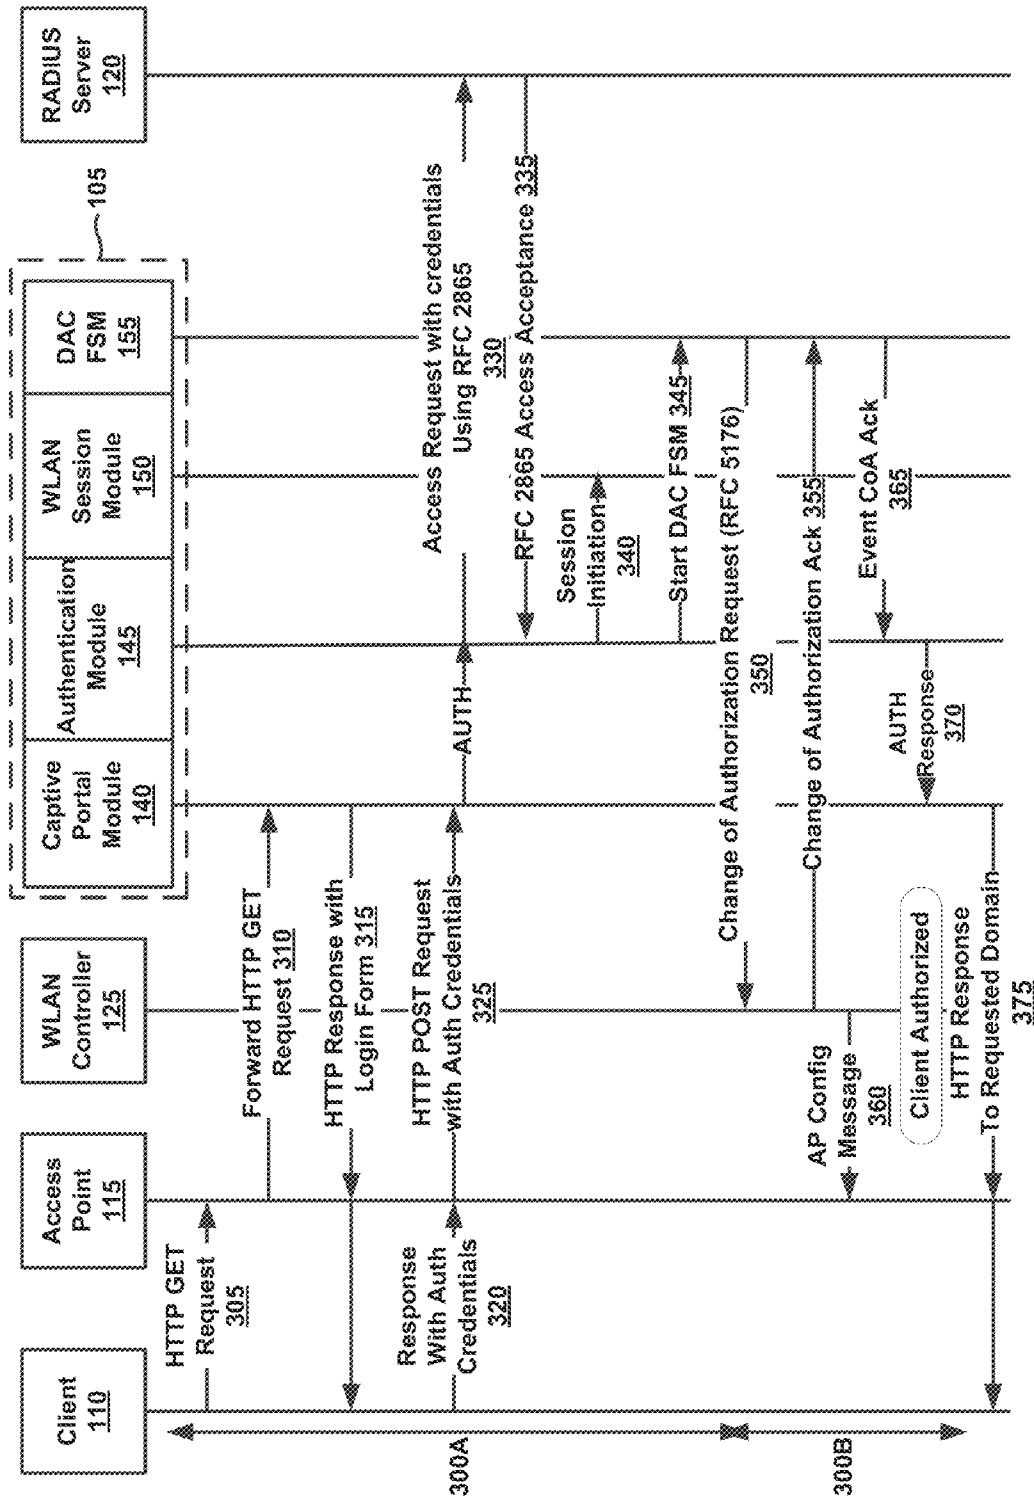 Client
110
Access
Point
115
WLAN
Controller
125
Captive
Portal
Module
140
Authentication
Module
145
WLAN
Session
Module
150
DAC
FSM
155
105
RADIUS
Server
120
HTTP GET
Request
305
Forward HTTP GET
Request 310
HTTP Response with
Login Form 315
Response
With Auth
Credentials
320
HTTP POST Request
with Auth Credentials
325
AUTH
Access Request with credentials
Using RFC 2865
330
RFC 2865 Access Acceptance 335
Session
Initiation
340
Start DAC FSM 345
300A
Change of Authorization Request (RFC 5176)
350
Change of Authorization Ack 355
AP Config
Message
360
Event CoA Ack
365
AUTH
Response
370
Client Authorized
HTTP Response
To Requested Domain
375
300B